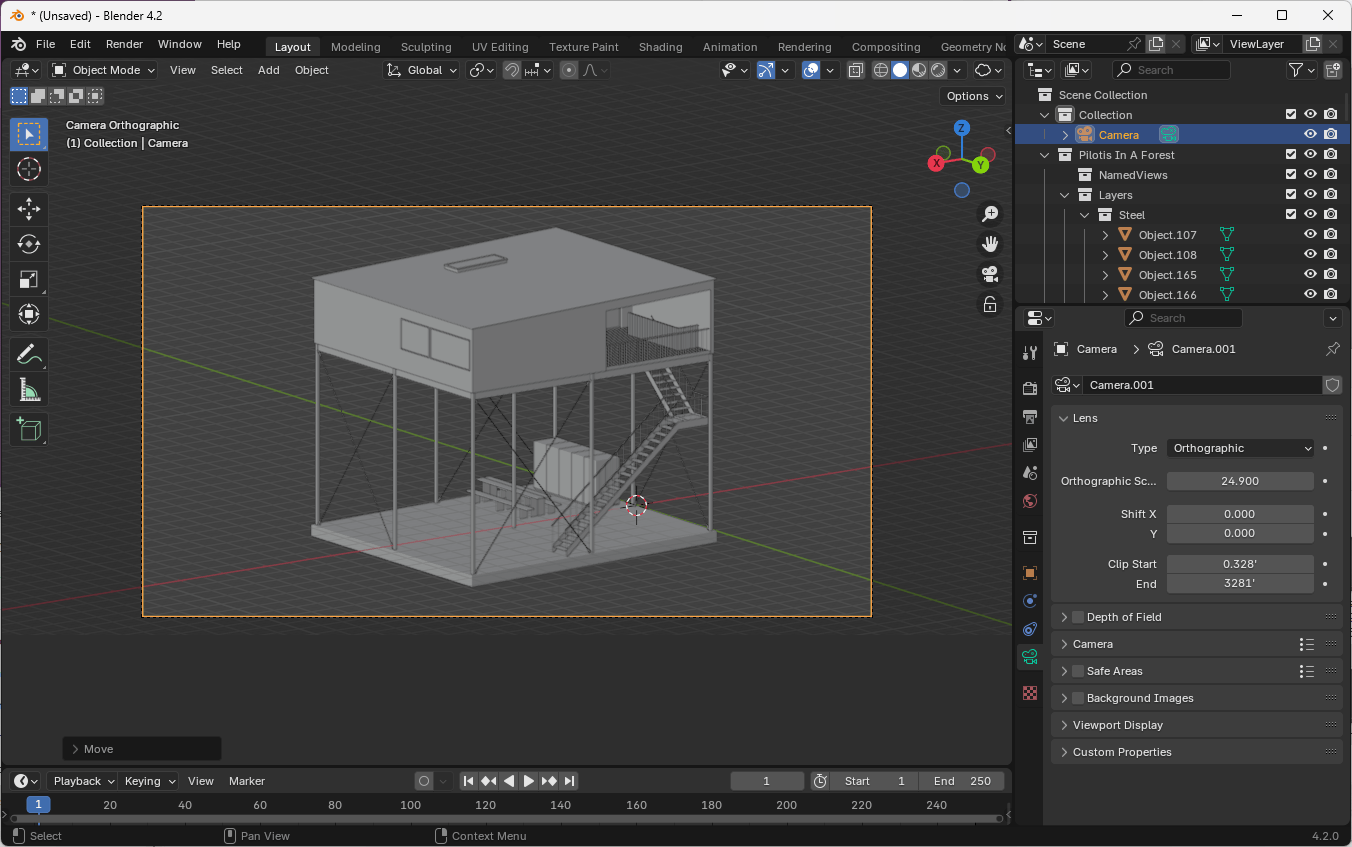 * (Unsaved) - Blender 4.2
File Edit Render Window Help Layout Modeling Sculpting UV Editing Texture Paint Shading Animation Rendering Compositing Geometry No Scene ViewLayer
Object Mode View Select Add Object Global Search
Options
Camera Orthographic
(1) Collection | Camera
Z
X
Y
Scene Collection
Collection
Camera
Pilotis In A Forest
NamedViews
Layers
Steel
Object.107
Object.108
Object.165
Object.166
Search
Camera Camera.001
Camera.001
Lens
Type Orthographic
Orthographic Sc... 24.900
Shift X 0.000
Y 0.000
Clip Start 0.328'
End 3281'
Depth of Field
Camera
Safe Areas
Background Images
Viewport Display
Custom Properties
Move
Playback Keying View Marker 1 Start 1 End 250
1 20 40 60 80 100 120 140 160 180 200 220 240
Select Pan View Context Menu 4.2.0